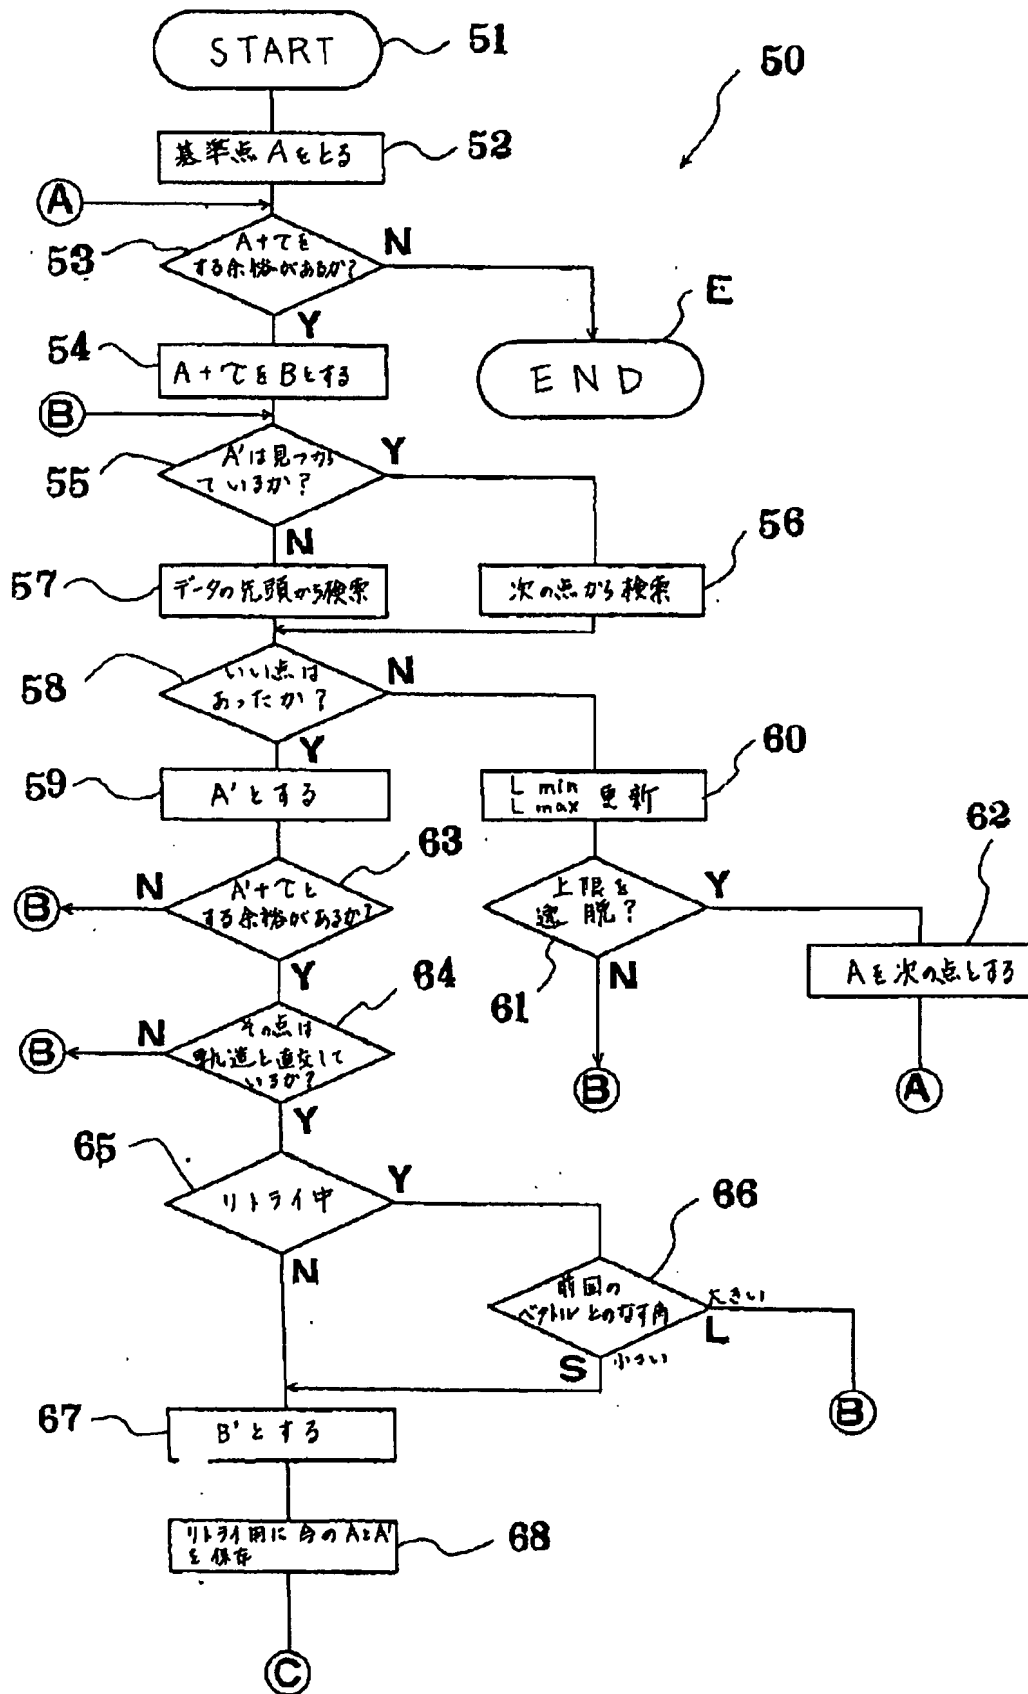 START
51
50
基準点Aをとる
52
A
A+τを
する余裕があるか?
53
N
Y
E
END
54
A+τをBとする
B
A'は見つかっ
ているか?
55
Y
N
56
57
データの先頭から検索
次の点から検索
58
いい点は
あったか?
N
Y
60
59
A'とする
L min
L max 更新
62
63
A'+τと
する余裕があるか?
N
B
Y
上限を
逸脱?
Y
61
N
Aを次の点とする
64
その点は
軌道と直交して
いるか?
N
B
Y
B
A
65
リトライ中
Y
N
66
前回の
ベクトルとのなす角
大きい
L
S
小さい
67
B'とする
B
リトライ用に今のAとA'
を保存
68
C